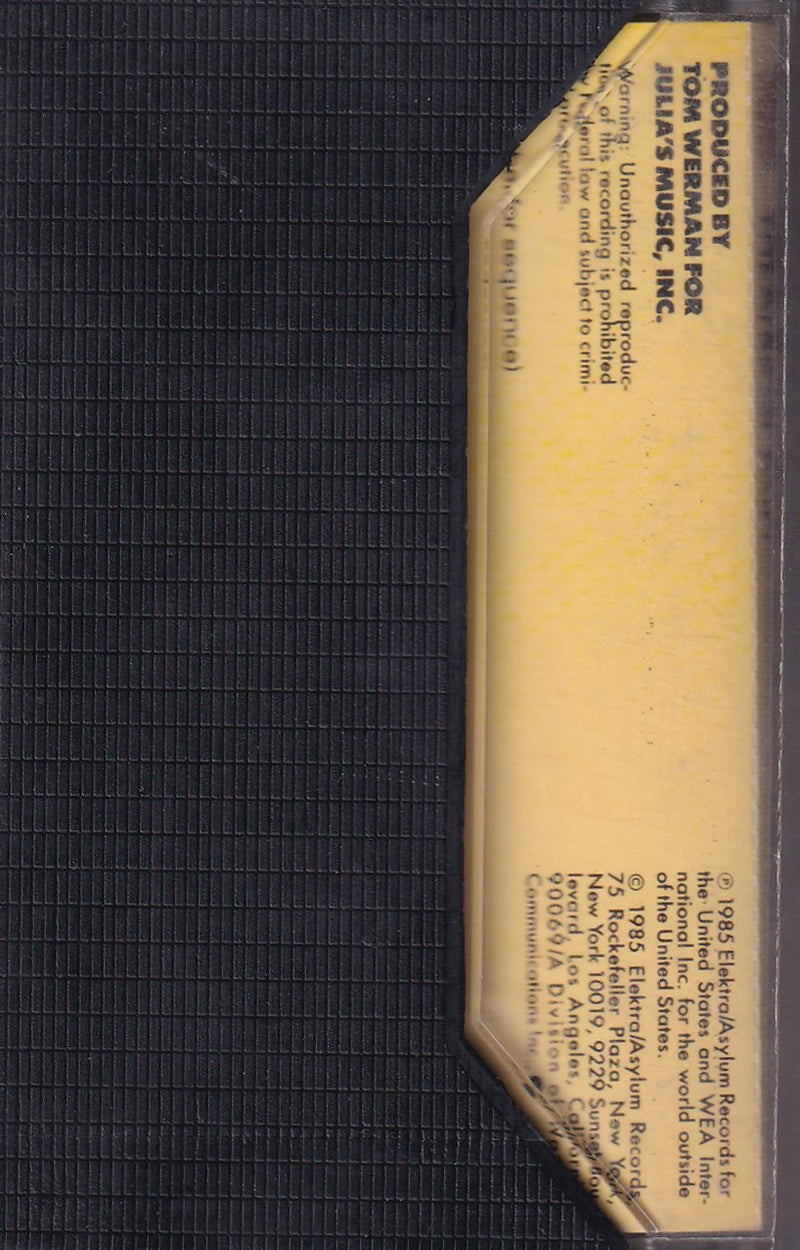 PRODUCED BY
TOM WERMAN FOR
JULIA'S MUSIC, INC.
Warning: Unauthorized reproduc-
tion of this recording is prohibited
Federal law and subject to crimi-
sequence)
℗ 1985 Elektra/Asylum Records for
the United States and WEA Inter-
national Inc. for the world outside
of the United States.
© 1985 Elektra/Asylum Records,
75 Rockefeller Plaza, New York,
New York 10019, 9229 Sunset Bou
levard, Los Angeles, Californ
90069/A Division of
Communications Inc.